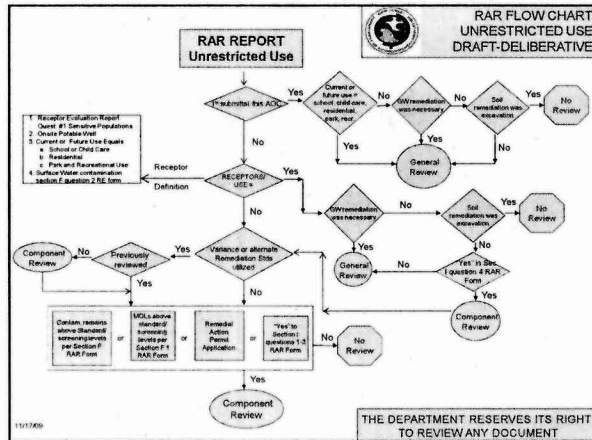 RAR FLOW CHART
UNRESTRICTED USE
DRAFT-DELIBERATIVE
RAR REPORT
Unrestricted Use
1st submittal this AOC
Yes
Current or
future use =
school, child care,
residential,
park, recr.
No
GW remediation
was necessary
No
Soil
remediation was
excavation
Yes
No
Review
Yes
Yes
No
General
Review
No
1. Receptor Evaluation Report
Quest. #1 Sensitive Populations
2. Onsite Potable Well
3. Current or Future Use Equals
a. School or Child Care
b. Residential
c. Park and Recreational Use
4. Surface Water contamination
section F question 2 RE form
Receptor
Definition
RECEPTORS/
USE =
Yes
GW remediation
was necessary
No
Soil
remediation was
excavation
Yes
No
Review
No
Yes
No
General
Review
No
"Yes" in Sec
I question 4 RAR
Form
Yes
Component
Review
Component
Review
No
Previously
reviewed
Yes
Variance or alternate
Remediation Stds
utilized
Yes
No
Contam. remains
above Standard/
screening levels
per Section F
RAR Form
or
MDLs above
standard/
screening
levels per
Section F 1
RAR Form
or
Remedial
Action
Permit
Application
or
"Yes" to
Section I
questions 1-3
RAR Form
No
No
Review
Yes
Component
Review
11/17/09
THE DEPARTMENT RESERVES ITS RIGHT
TO REVIEW ANY DOCUMENT